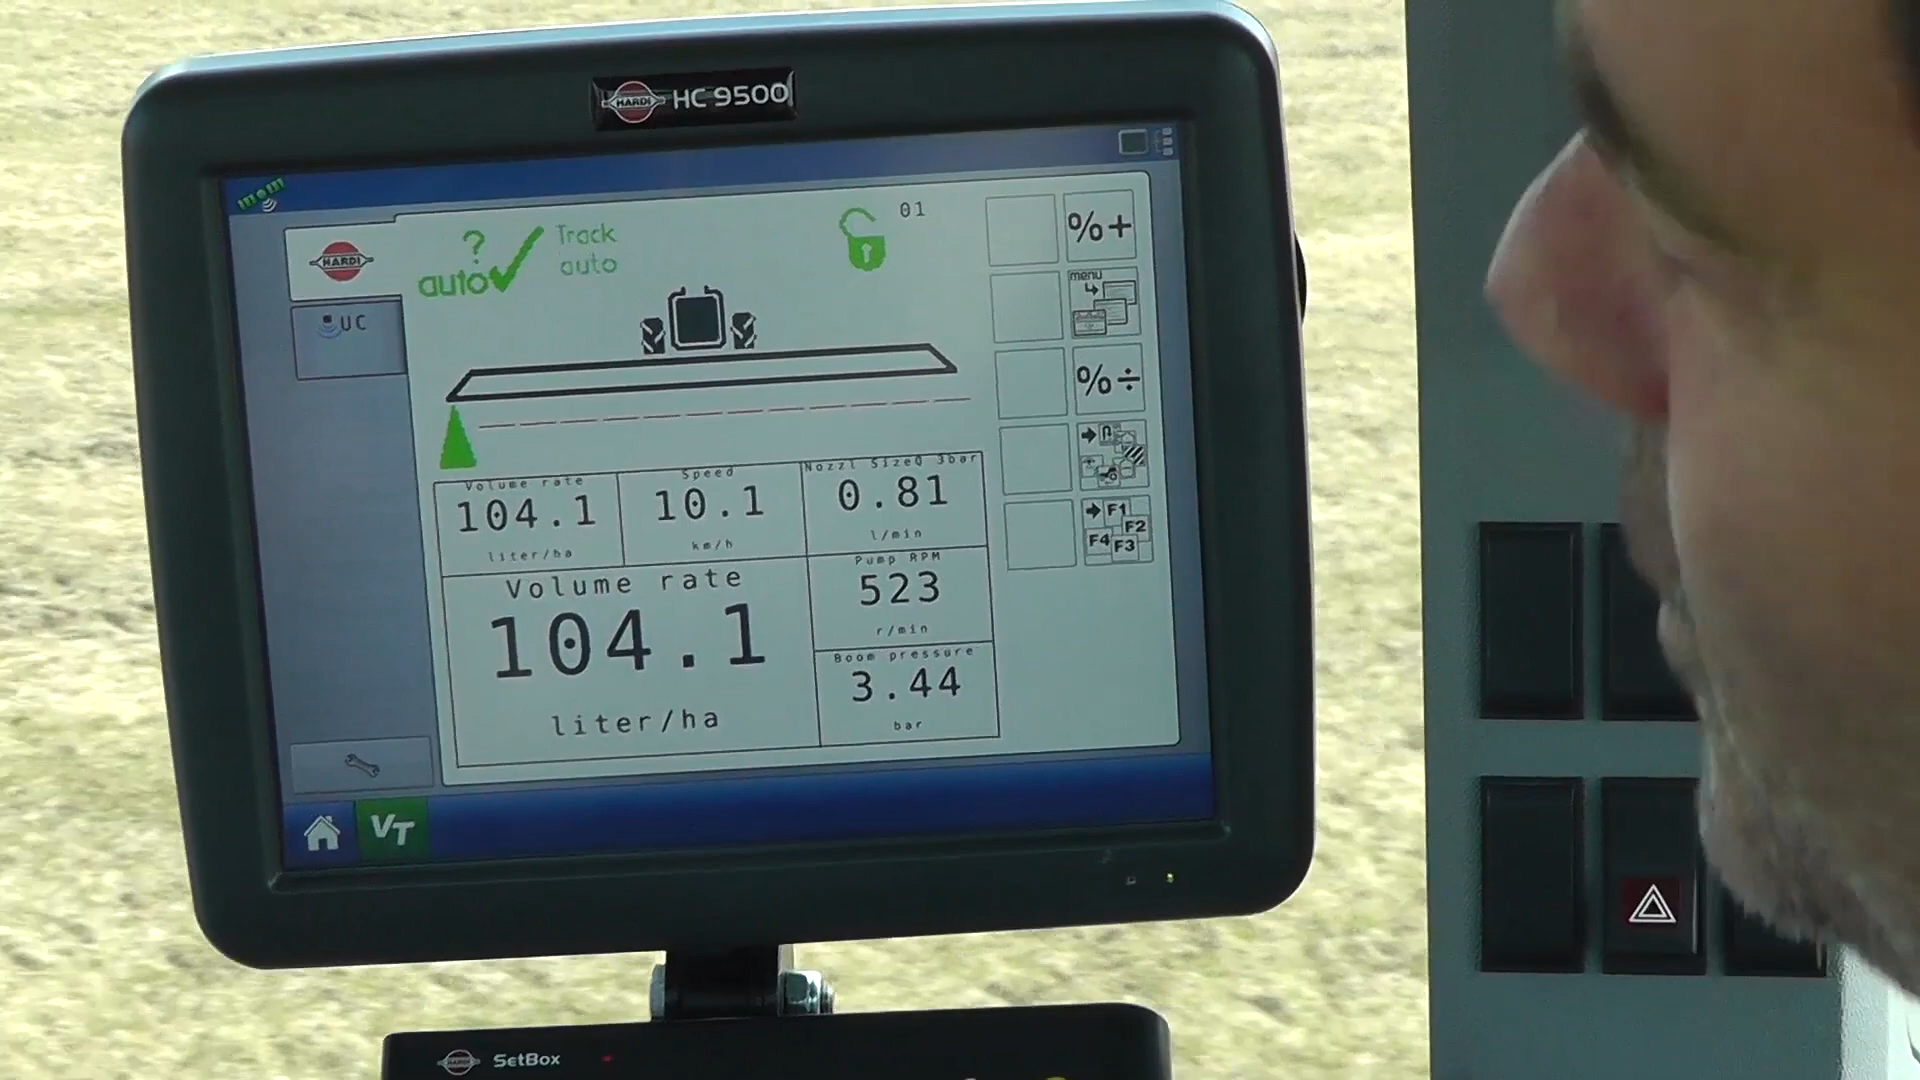 HARDI HC 9500
?
auto Track auto
01
%+
HARDI
menu
UC
%÷
Volume rate
104.1
liter/ha
Speed
10.1
km/h
Nozzl SizeQ 3bar
0.81
l/min
F1
F2
F4 F3
Volume rate
104.1
liter/ha
Pump RPM
523
r/min
Boom pressure
3.44
bar
VT
HARDI SetBox